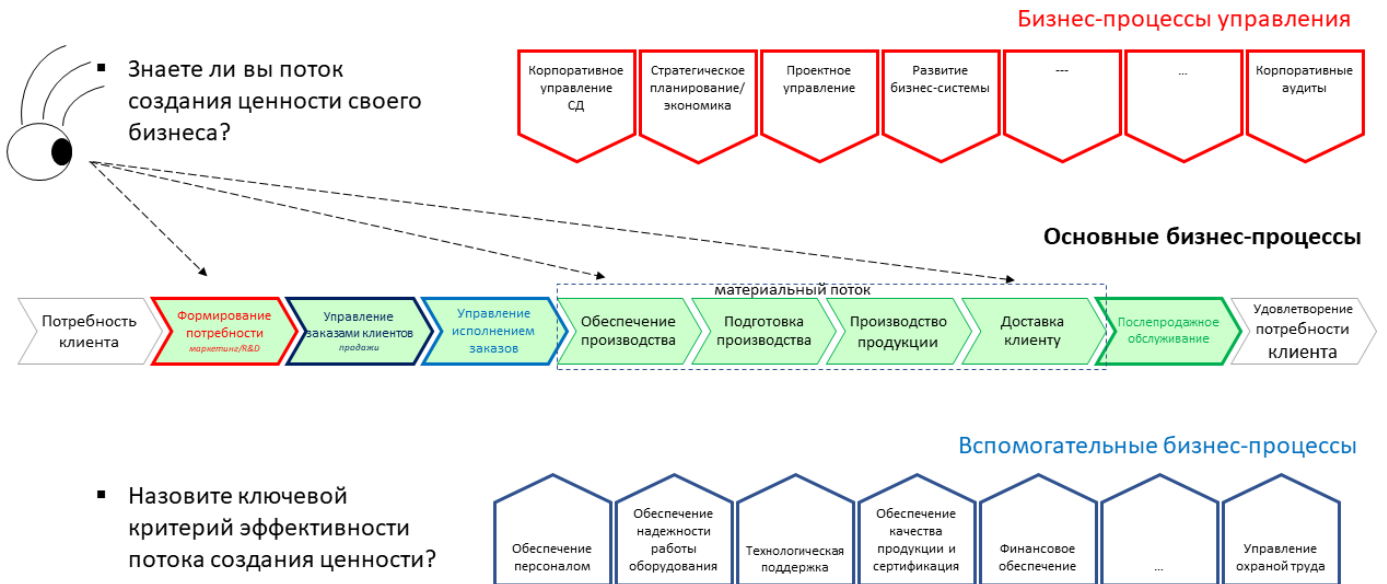 Бизнес-процессы управления
▪ Знаете ли вы поток
создания ценности своего
бизнеса?
Корпоративное
управление
СД
Стратегическое
планирование/
экономика
Проектное
управление
Развитие
бизнес-системы
---
...
Корпоративные
аудиты
Основные бизнес-процессы
материальный поток
Потребность
клиента
Формирование
потребности
маркетинг/R&D
Управление
заказами клиентов
продажи
Управление
исполнением
заказов
Обеспечение
производства
Подготовка
производства
Производство
продукции
Доставка
клиенту
Послепродажное
обслуживание
Удовлетворение
потребности
клиента
Вспомогательные бизнес-процессы
▪ Назовите ключевой
критерий эффективности
потока создания ценности?
Обеспечение
персоналом
Обеспечение
надежности
работы
оборудования
Технологическая
поддержка
Обеспечение
качества
продукции и
сертификация
Финансовое
обеспечение
...
Управление
охраной труда